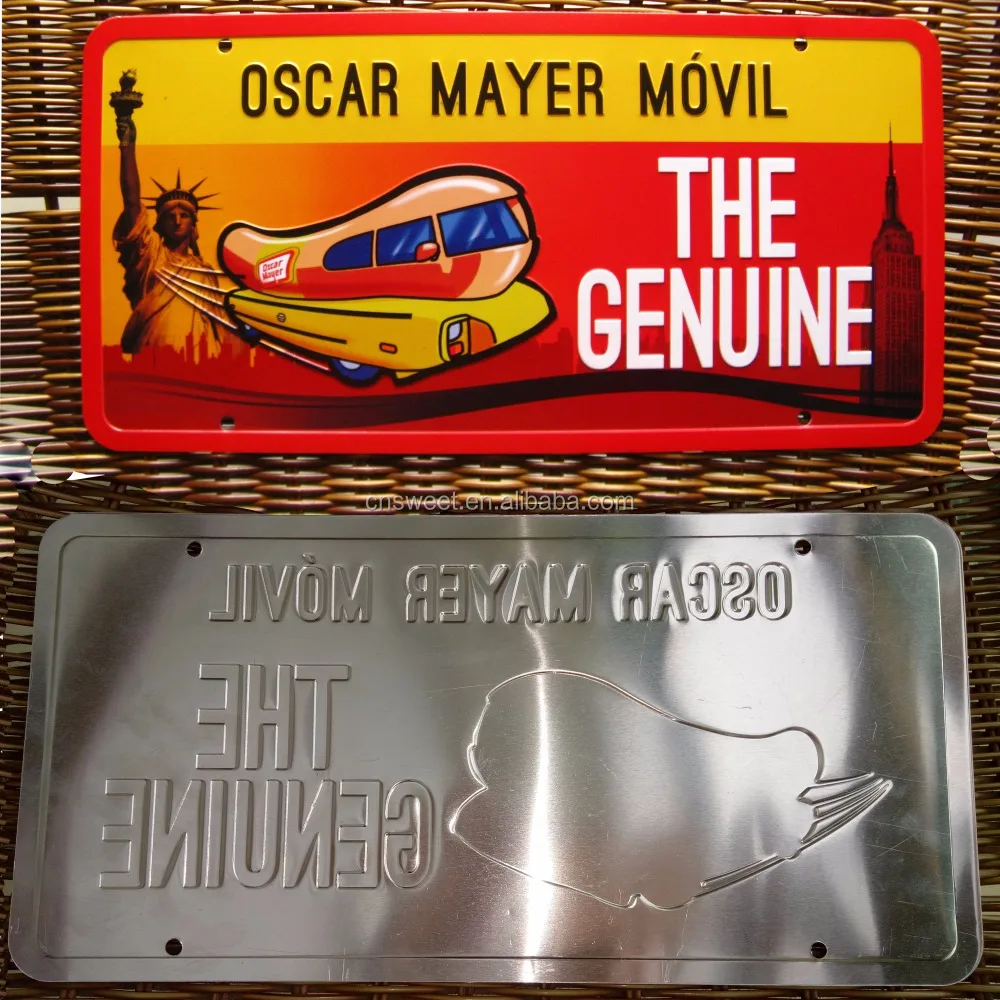 OSCAR MAYER MÓVIL
THE
GENUINE
Oscar
Mayer
cnsweet.en.alibaba.com
OSCAR MAYER MÓVIL
THE
GENUINE